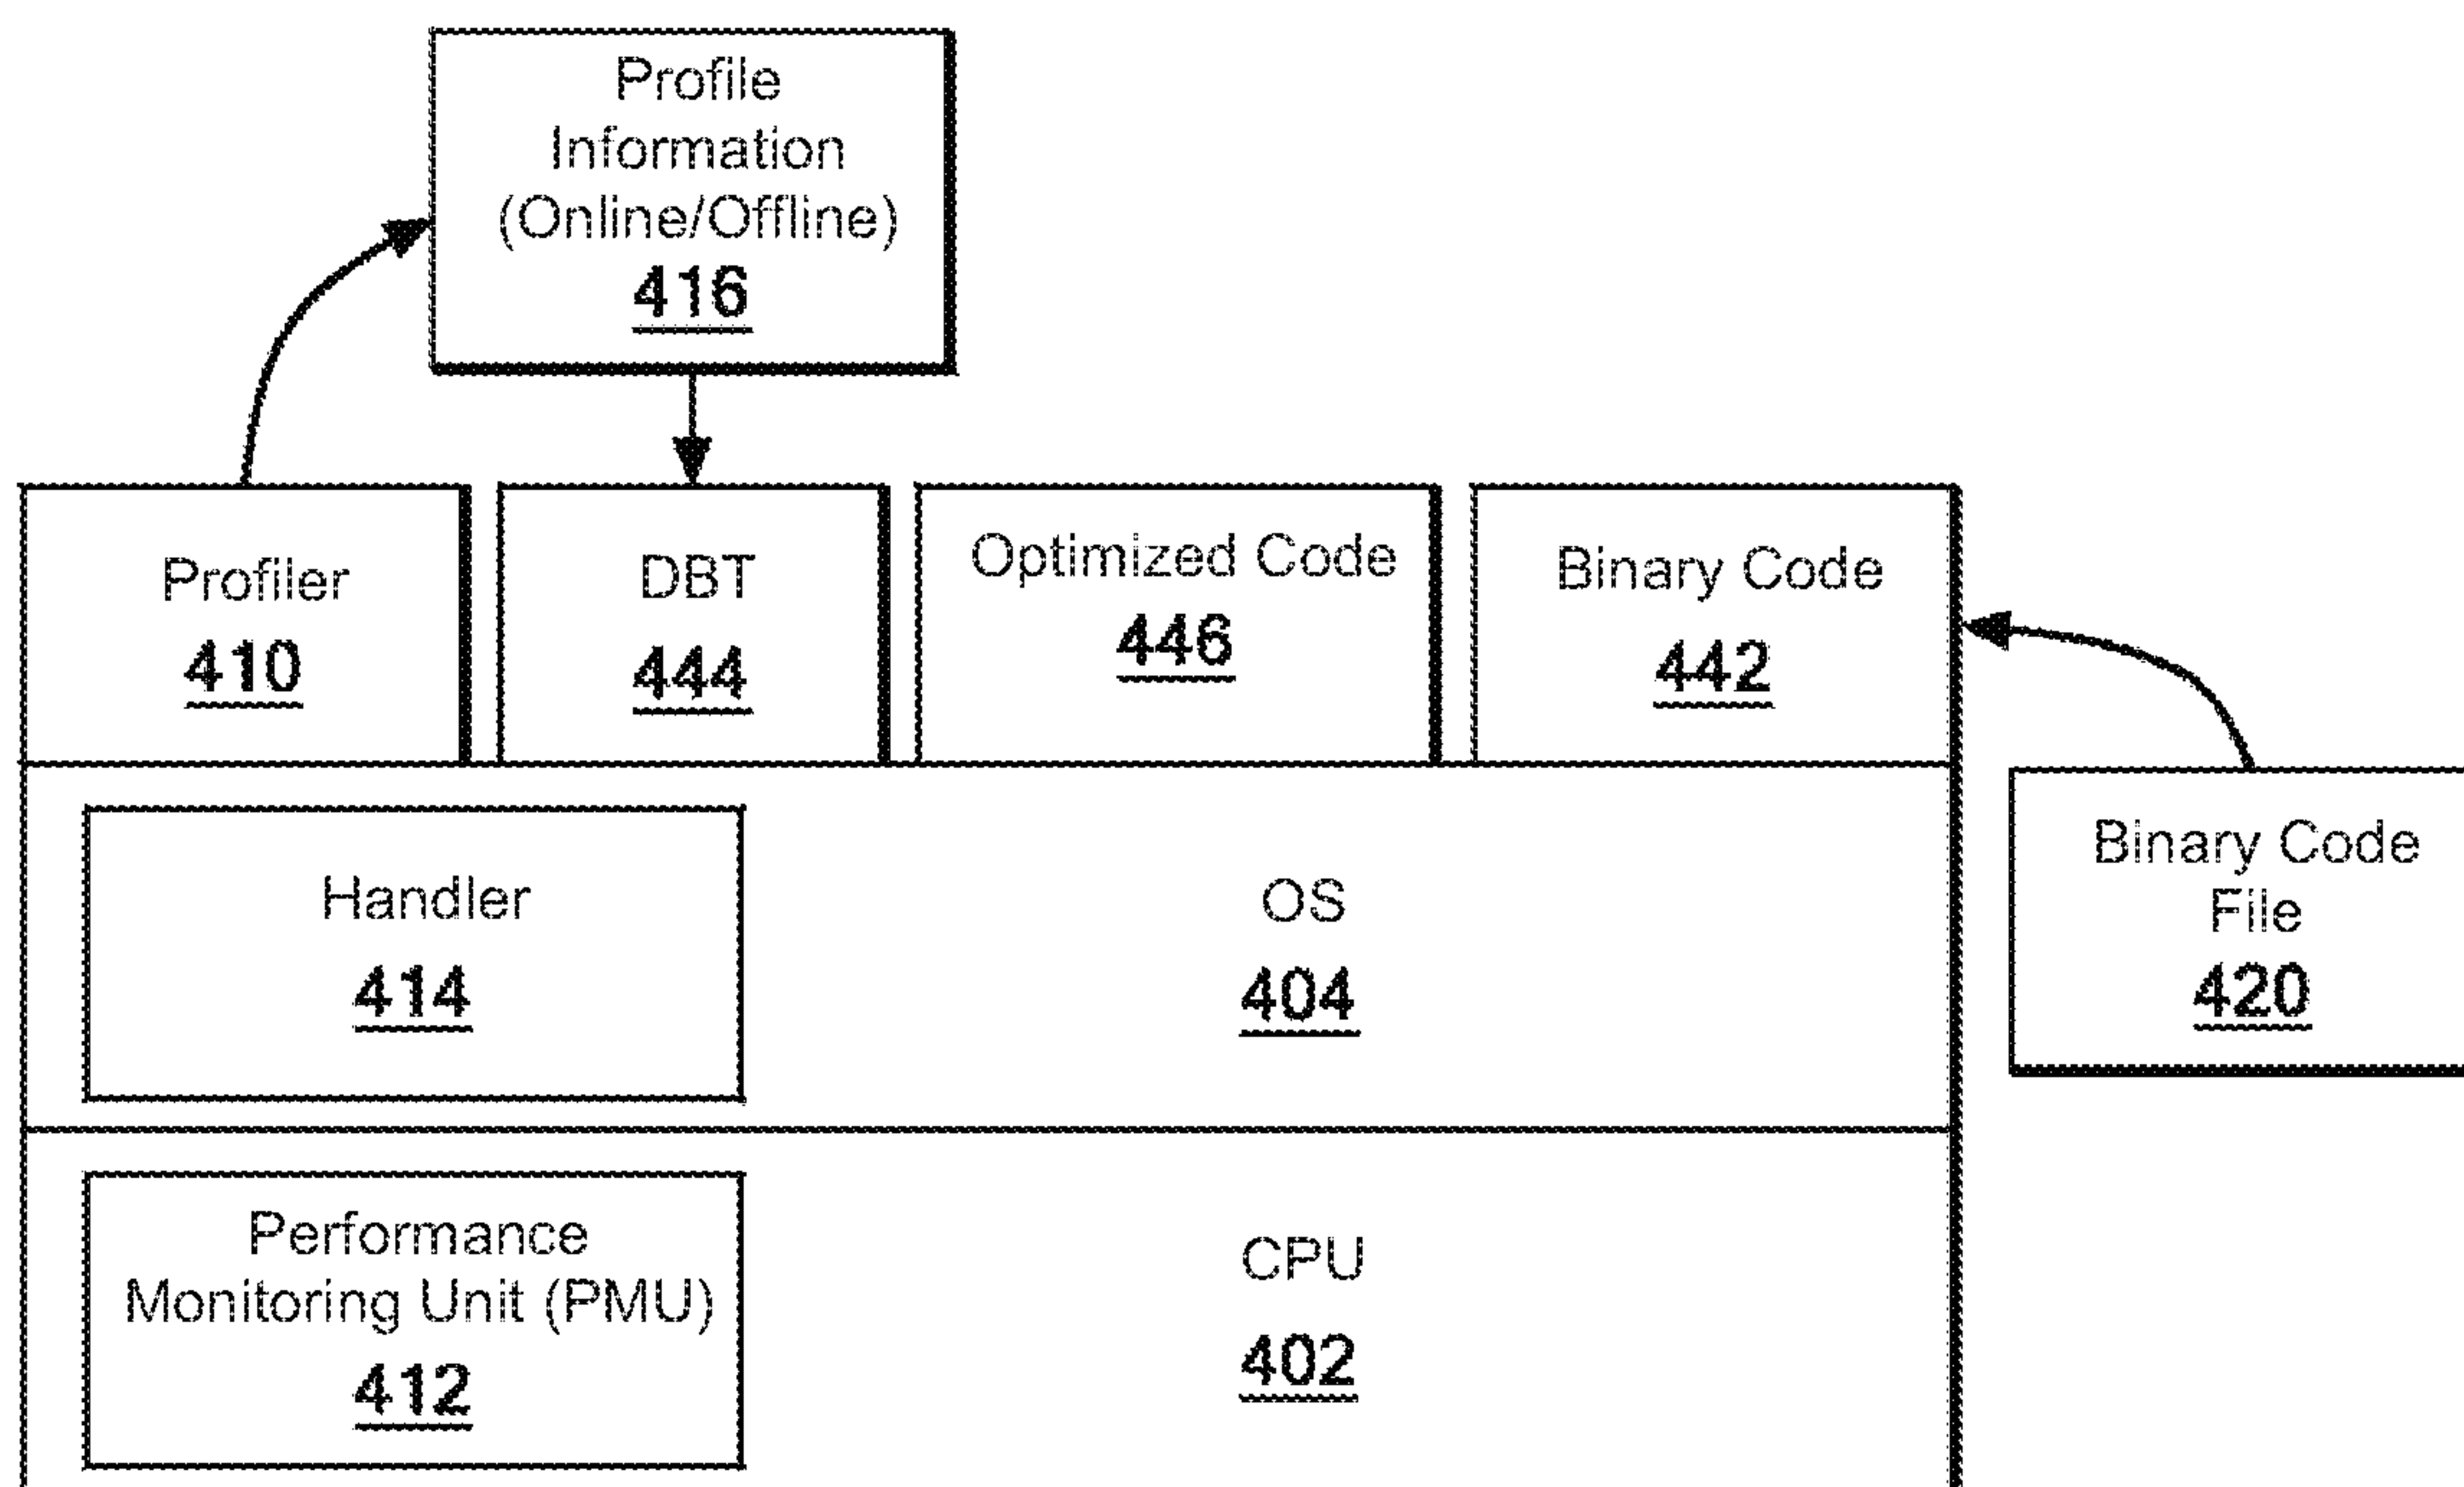 Profile
Information
(Online/Offline)
416
Profiler
410
DBT
444
Optimized Code
446
Binary Code
442
Handler
414
OS
404
Binary Code
File
420
Performance
Monitoring Unit (PMU)
412
CPU
402